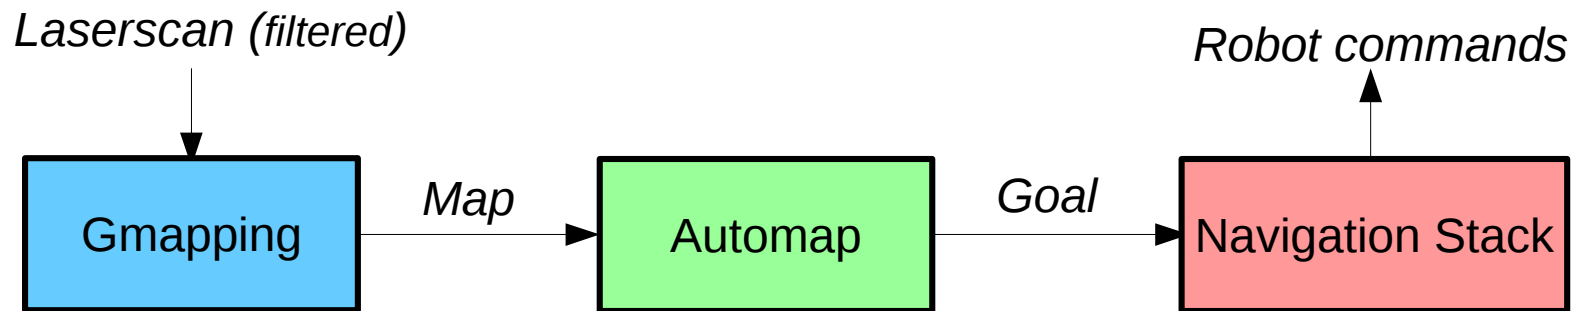 Laserscan (filtered)
Robot commands
Map
Goal
Gmapping
Automap
Navigation Stack